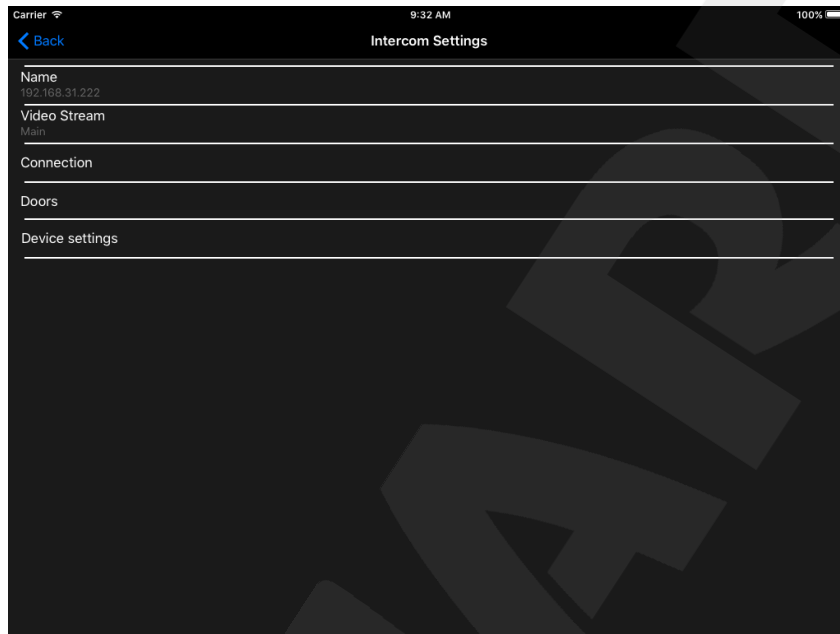 Carrier
9:32 AM
100%
Back
Intercom Settings
Name
192.168.31.222
Video Stream
Main
Connection
Doors
Device settings